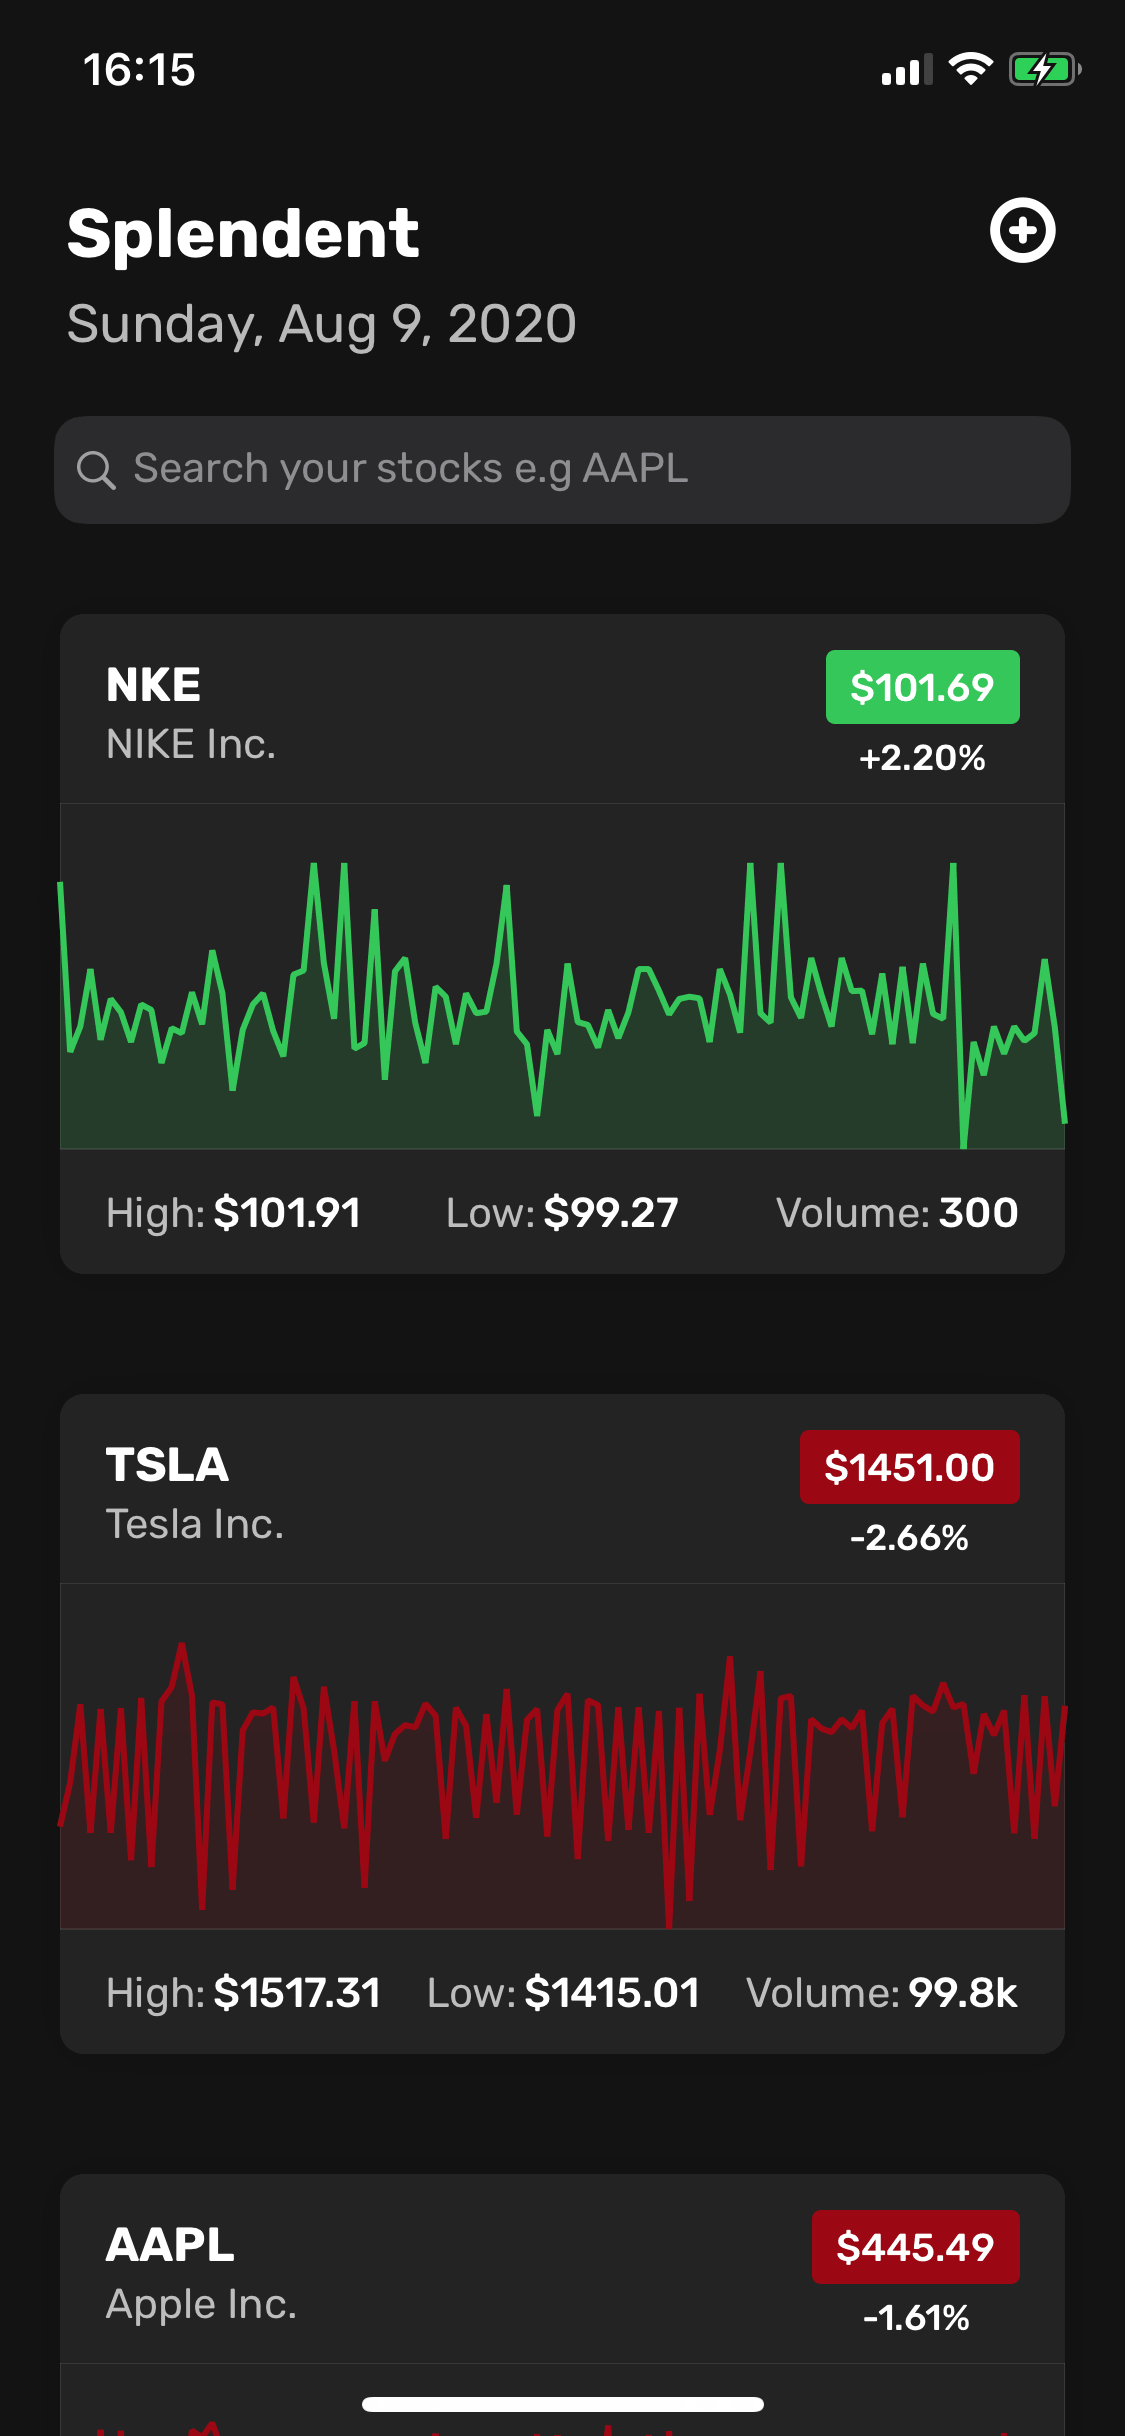 16:15
Splendent
Sunday, Aug 9, 2020
Search your stocks e.g AAPL
NKE
$101.69
NIKE Inc.
+2.20%
High: $101.91 Low: $99.27 Volume: 300
TSLA
$1451.00
Tesla Inc.
-2.66%
High: $1517.31 Low: $1415.01 Volume: 99.8k
AAPL
$445.49
Apple Inc.
-1.61%